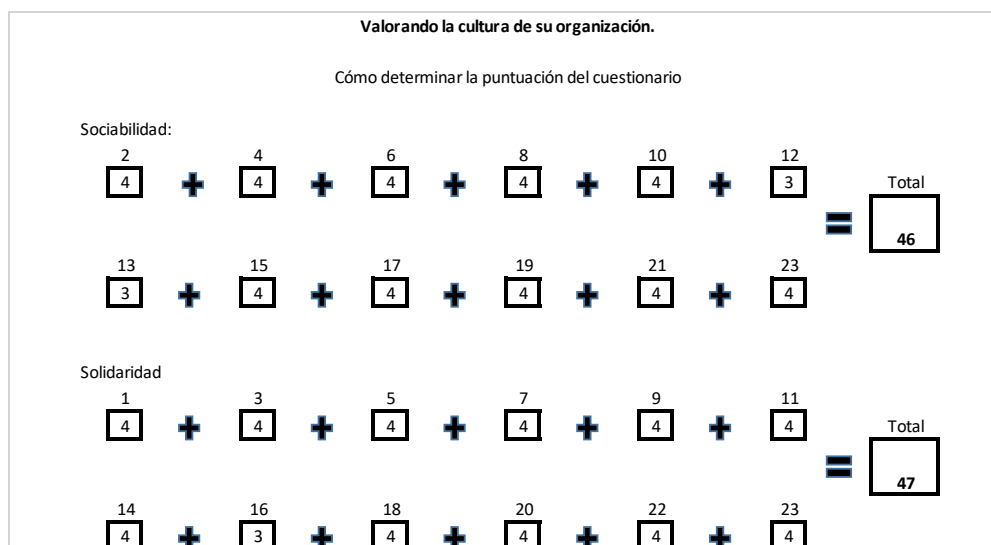 Valorando la cultura de su organización.
Cómo determinar la puntuación del cuestionario
Sociabilidad:
2 4 6 8 10 12
4 + 4 + 4 + 4 + 4 + 3 Total
= 46
13 15 17 19 21 23
3 + 4 + 4 + 4 + 4 + 4
Solidaridad
1 3 5 7 9 11
4 + 4 + 4 + 4 + 4 + 4 Total
= 47
14 16 18 20 22 23
4 + 3 + 4 + 4 + 4 + 4